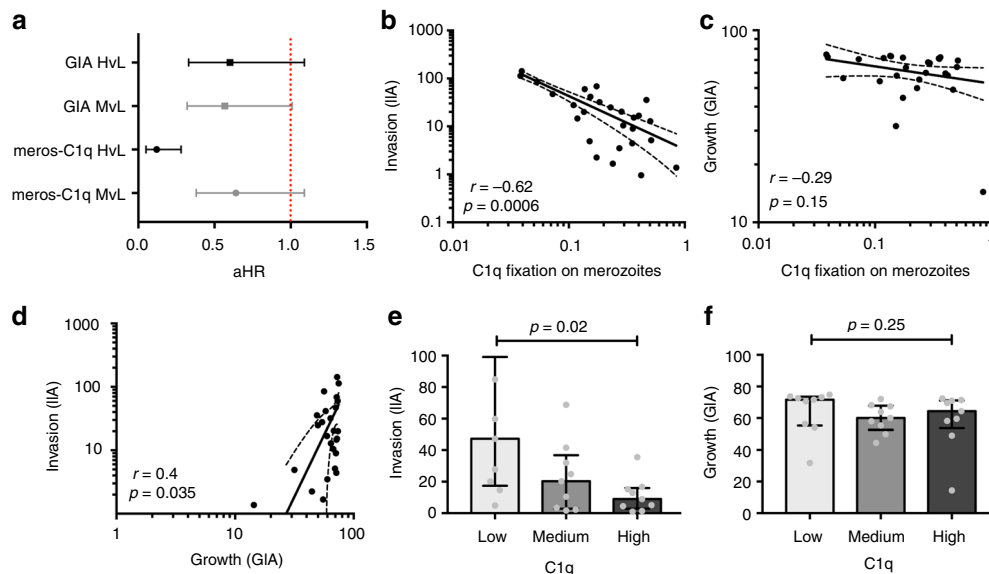 a
GIA HvL
GIA MvL
meros-C1q HvL
meros-C1q MvL
0.0 0.5 1.0 1.5
aHR
b
Invasion (IIA)
1000
100
10
1
0.1
r = –0.62
p = 0.0006
0.01 0.1 1
C1q fixation on merozoites
c
Growth (GIA)
100
10
r = –0.29
p = 0.15
0.01 0.1 1
C1q fixation on merozoites
d
Invasion (IIA)
1000
100
10
r = 0.4
p = 0.035
1 10 100
Growth (GIA)
e
p = 0.02
Invasion (IIA)
100
80
60
40
20
0
Low Medium High
C1q
f
p = 0.25
Growth (GIA)
100
80
60
40
20
0
Low Medium High
C1q